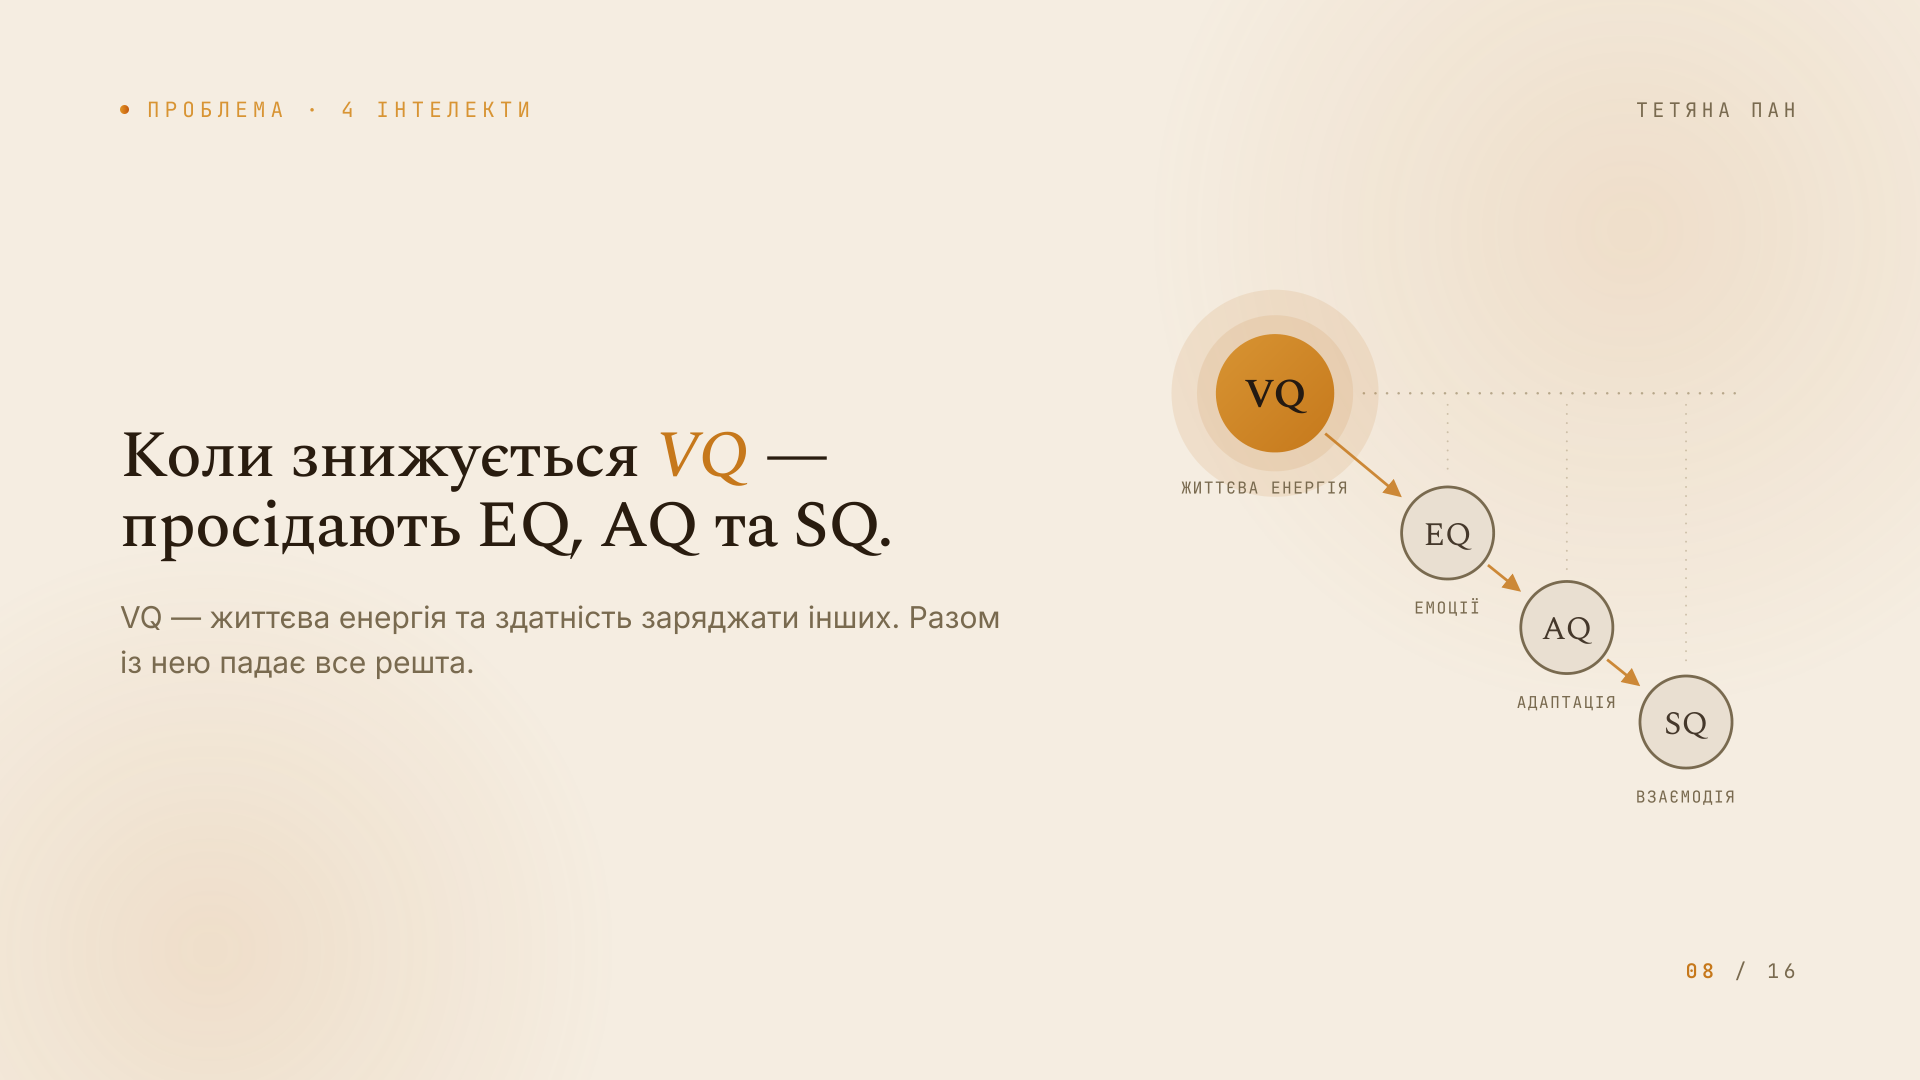 ПРОБЛЕМА · 4 ІНТЕЛЕКТИ
ТЕТЯНА ПАН
Коли знижується VQ —
просідають EQ, AQ та SQ.
VQ — життєва енергія та здатність заряджати інших. Разом
із нею падає все решта.
VQ
ЖИТТЄВА ЕНЕРГІЯ
EQ
ЕМОЦІЇ
AQ
АДАПТАЦІЯ
SQ
ВЗАЄМОДІЯ
08 / 16